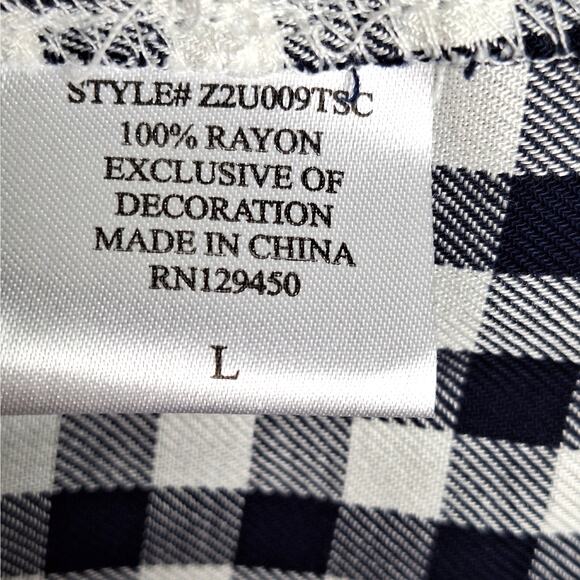 STYLE# Z2U009TSC
100% RAYON
EXCLUSIVE OF
DECORATION
MADE IN CHINA
RN129450
L